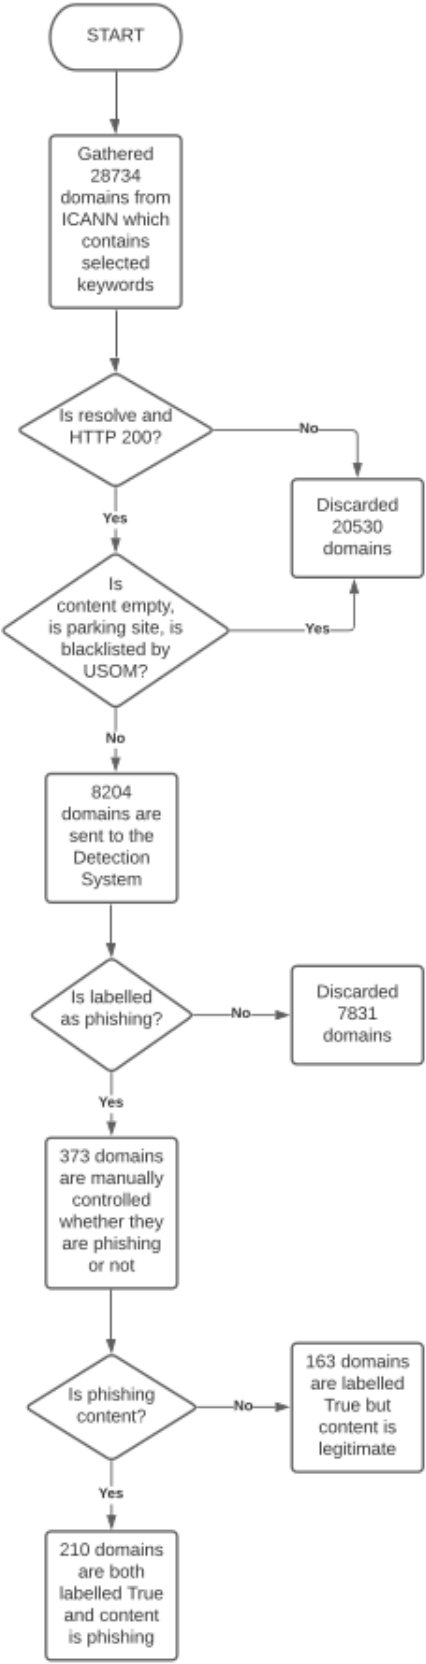 START
Gathered
28734
domains from
ICANN which
contains
selected
keywords
Is resolve and
HTTP 200?
No
Discarded
20530
domains
Yes
Is
content empty,
is parking site, is
blacklisted by
USOM?
Yes
No
8204
domains are
sent to the
Detection
System
Is labelled
as phishing?
No
Discarded
7831
domains
Yes
373 domains
are manually
controlled
whether they
are phishing
or not
Is phishing
content?
No
163 domains
are labelled
True but
content is
legitimate
Yes
210 domains
are both
labelled True
and content
is phishing